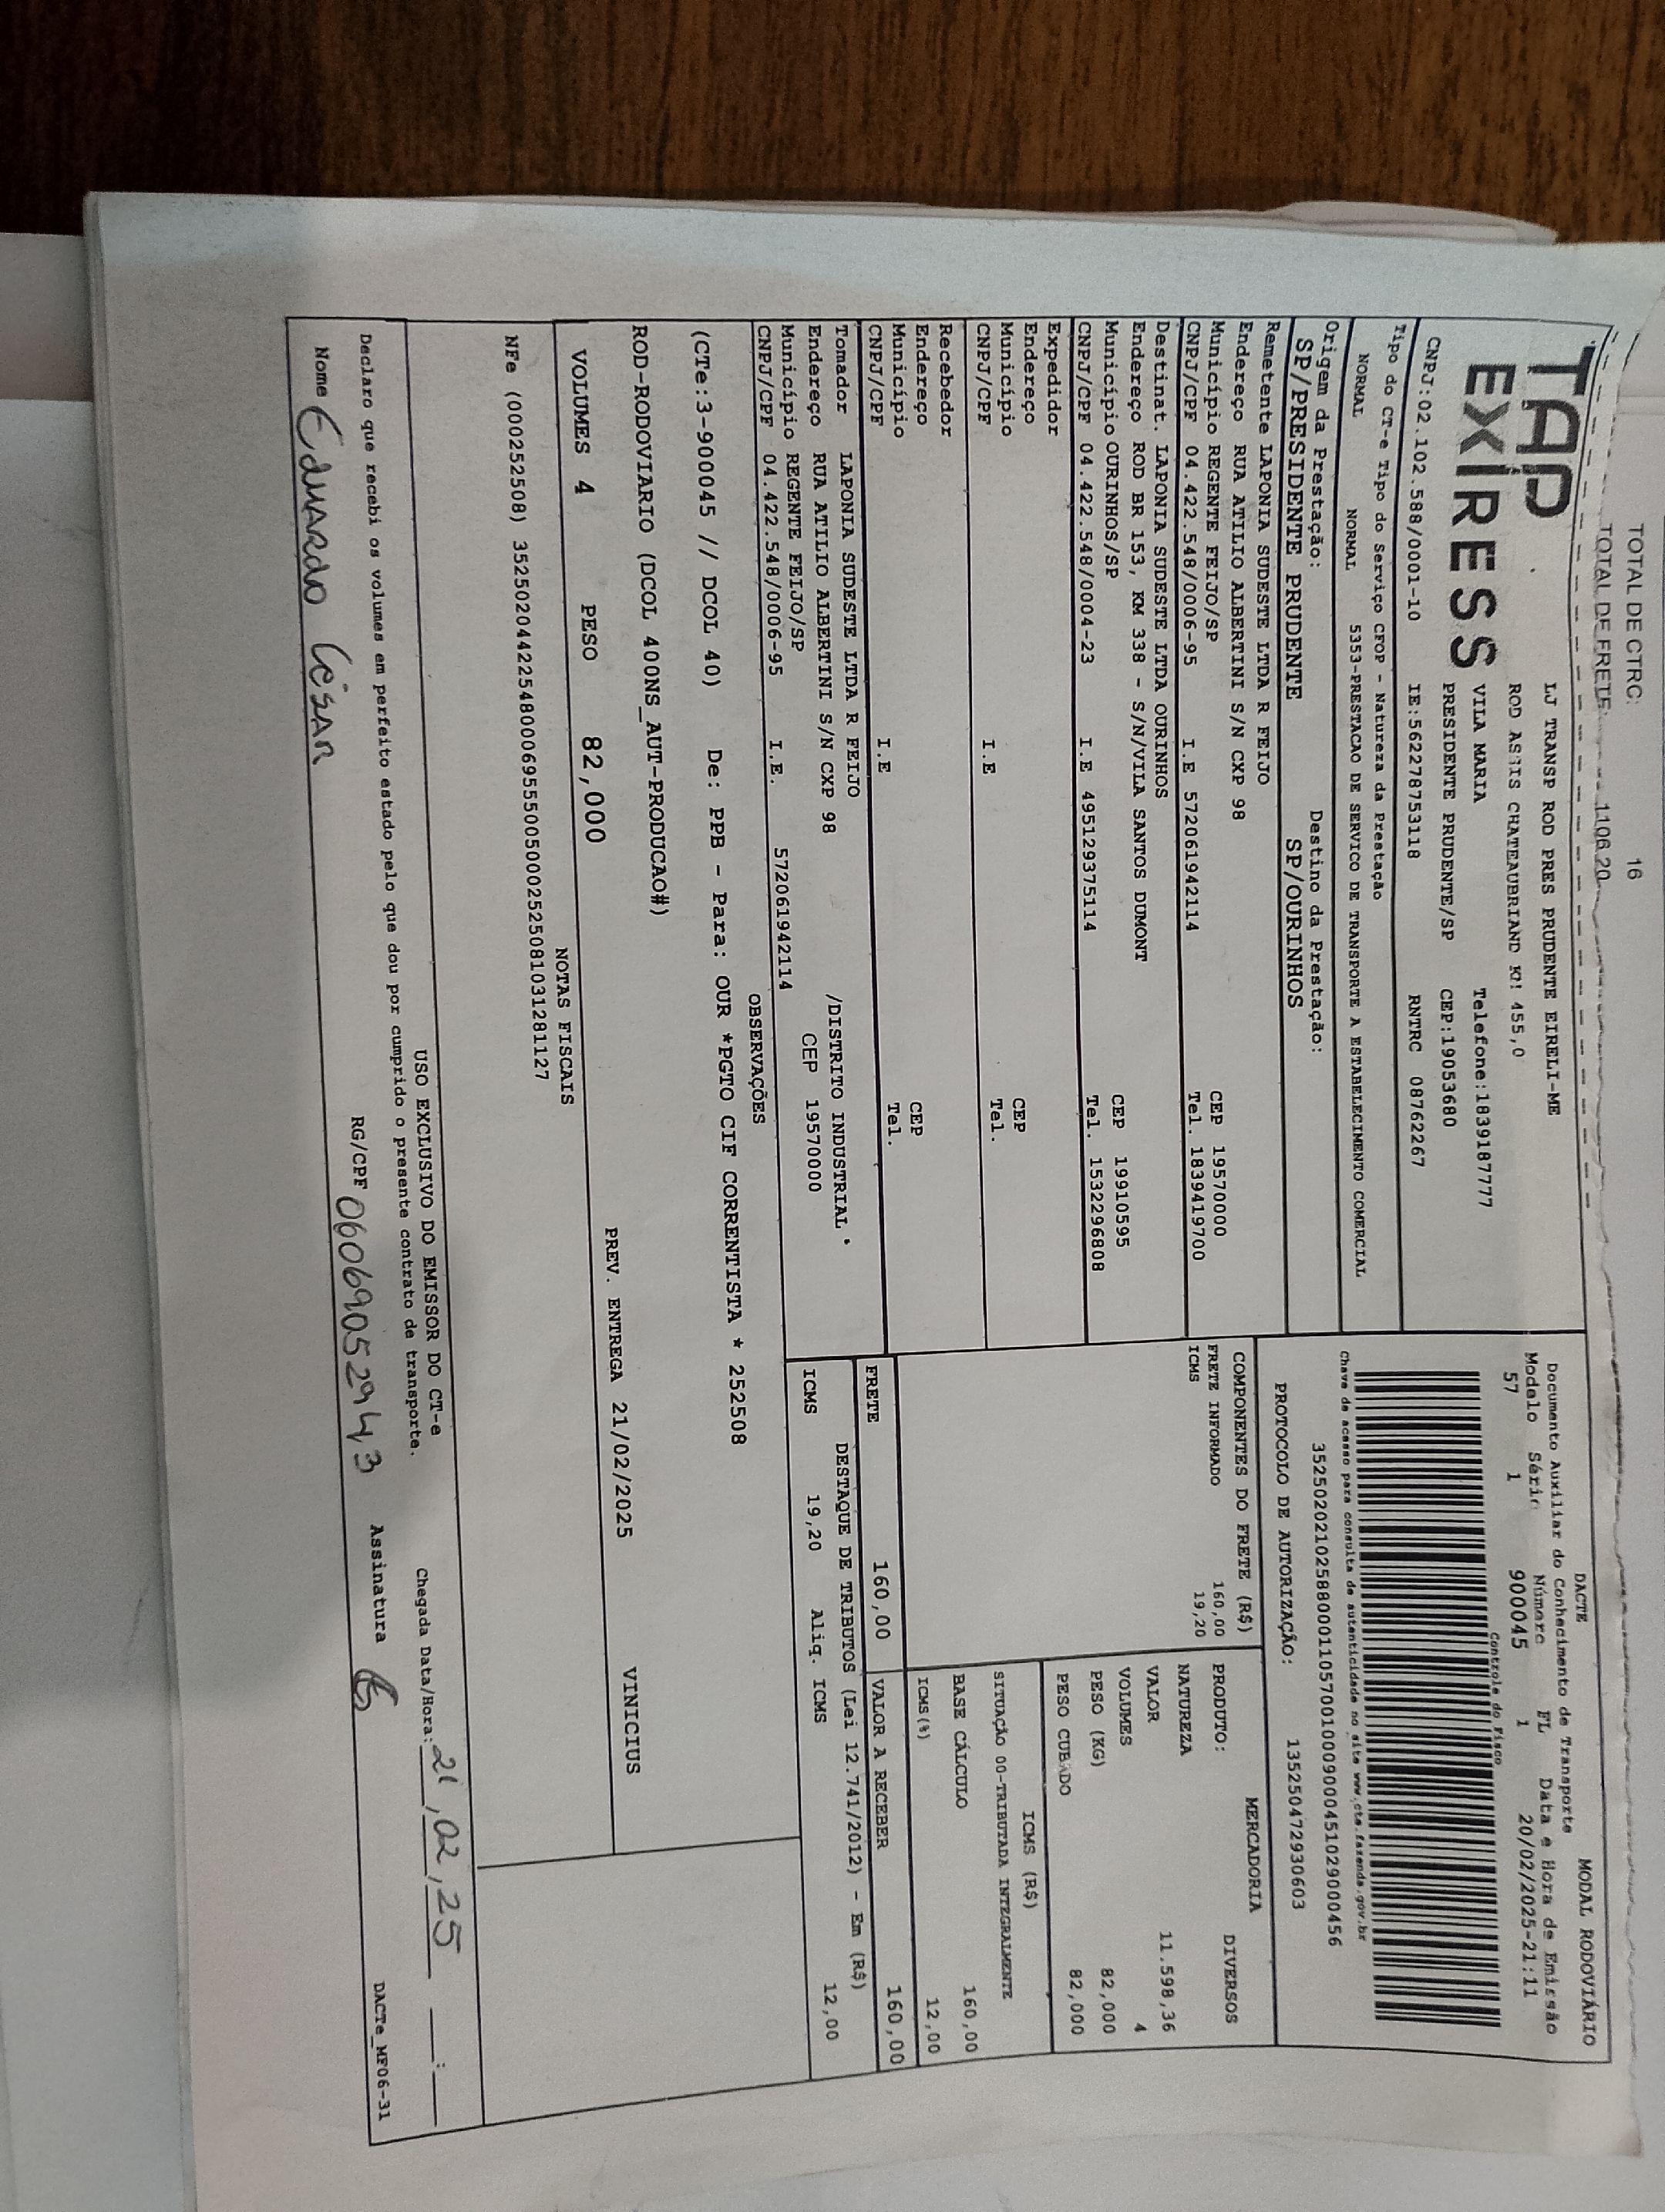 TOTAL DE CTRC: 16
TOTAL DE FRETE: 1106,20
TAP
EXPRESS
LJ TRANSP ROD PRES PRUDENTE EIRELI-ME
ROD ASSIS CHATEAUBRIAND KM 455,0
VILA MARIA Telefone:1839187777
PRESIDENTE PRUDENTE/SP CEP:19053680
CNPJ:02.102.588/0001-10 IE:562278753118 RNTRC 08762267
DACTE MODAL RODOVIÁRIO
Documento Auxiliar do Conhecimento de Transporte
Modelo Série Número FL Data e Hora de Emissão
57 1 900045 1 20/02/2025-21:11
Controle do Fisco
Chave de acesso para consulta de autenticidade no site www.cte.fazenda.gov.br
35250202102588000110570010009000451029000456
PROTOCOLO DE AUTORIZAÇÃO: 135250472930603
Tipo do CT-e Tipo do Serviço CFOP - Natureza da Prestação
NORMAL NORMAL 5353-PRESTACAO DE SERVICO DE TRANSPORTE A ESTABELECIMENTO COMERCIAL
Origem da Prestação: Destino da Prestação:
SP/PRESIDENTE PRUDENTE SP/OURINHOS
Remetente LAPONIA SUDESTE LTDA R FEIJO
Endereço RUA ATILIO ALBERTINI S/N CXP 98
Município REGENTE FEIJO/SP CEP 19570000
CNPJ/CPF 04.422.548/0006-95 I.E 572061942114 Tel. 1839419700
Destinat. LAPONIA SUDESTE LTDA OURINHOS
Endereço ROD BR 153, KM 338 - S/N/VILA SANTOS DUMONT
Município OURINHOS/SP CEP 19910595
CNPJ/CPF 04.422.548/0004-23 I.E 495129375114 Tel. 1532296808
Expedidor
Endereço
Município CEP
CNPJ/CPF I.E Tel.
Recebedor
Endereço
Município CEP
CNPJ/CPF I.E Tel.
Tomador LAPONIA SUDESTE LTDA R FEIJO
Endereço RUA ATILIO ALBERTINI S/N CXP 98 /DISTRITO INDUSTRIAL '
Município REGENTE FEIJO/SP CEP 19570000
CNPJ/CPF 04.422.548/0006-95 I.E. 572061942114
COMPONENTES DO FRETE (R$)
FRETE INFORMADO 160,00
ICMS 19,20
MERCADORIA
PRODUTO: DIVERSOS
NATUREZA
VALOR 11.598,36
VOLUMES 4
PESO (KG) 82,000
PESO CUBADO 82,000
ICMS (R$)
SITUAÇÃO 00-TRIBUTADA INTEGRALMENTE
BASE CÁLCULO 160,00
ICMS(%) 12,00
FRETE 160,00 VALOR A RECEBER 160,00
DESTAQUE DE TRIBUTOS (Lei 12.741/2012) - Em (R$)
ICMS 19,20 Aliq. ICMS 12,00
OBSERVAÇÕES
(CTe:3-900045 // DCOL 40) De: PPB - Para: OUR *PGTO CIF CORRENTISTA * 252508
ROD-RODOVIARIO (DCOL 400NS_AUT-PRODUCAO#)
VOLUMES 4 PESO 82,000 PREV. ENTREGA 21/02/2025 VINICIUS
NOTAS FISCAIS
NFe (000252508) 35250204422548000695550050002525081031281127
USO EXCLUSIVO DO EMISSOR DO CT-e
Declaro que recebi os volumes em perfeito estado pelo que dou por cumprido o presente contrato de transporte.
Chegada Data/Hora: 21,02,25 :
Nome Eduardo César RG/CPF 06069052943 Assinatura
DACTe_MF06-31